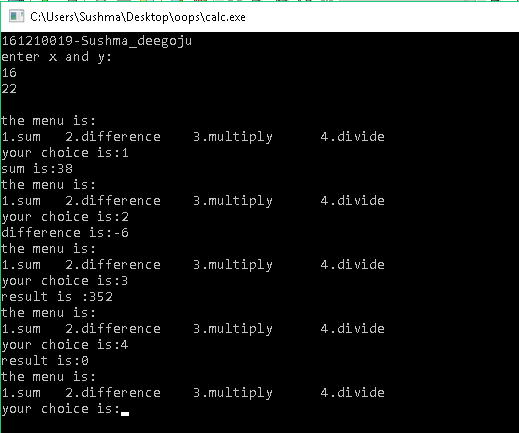 C:\Users\Sushma\Desktop\oops\calc.exe
161210019-Sushma_deegoju
enter x and y:
16
22
the menu is:
1.sum   2.difference    3.multiply      4.divide
your choice is:1
sum is:38
the menu is:
1.sum   2.difference    3.multiply      4.divide
your choice is:2
difference is:-6
the menu is:
1.sum   2.difference    3.multiply      4.divide
your choice is:3
result is :352
the menu is:
1.sum   2.difference    3.multiply      4.divide
your choice is:4
result is:0
the menu is:
1.sum   2.difference    3.multiply      4.divide
your choice is: